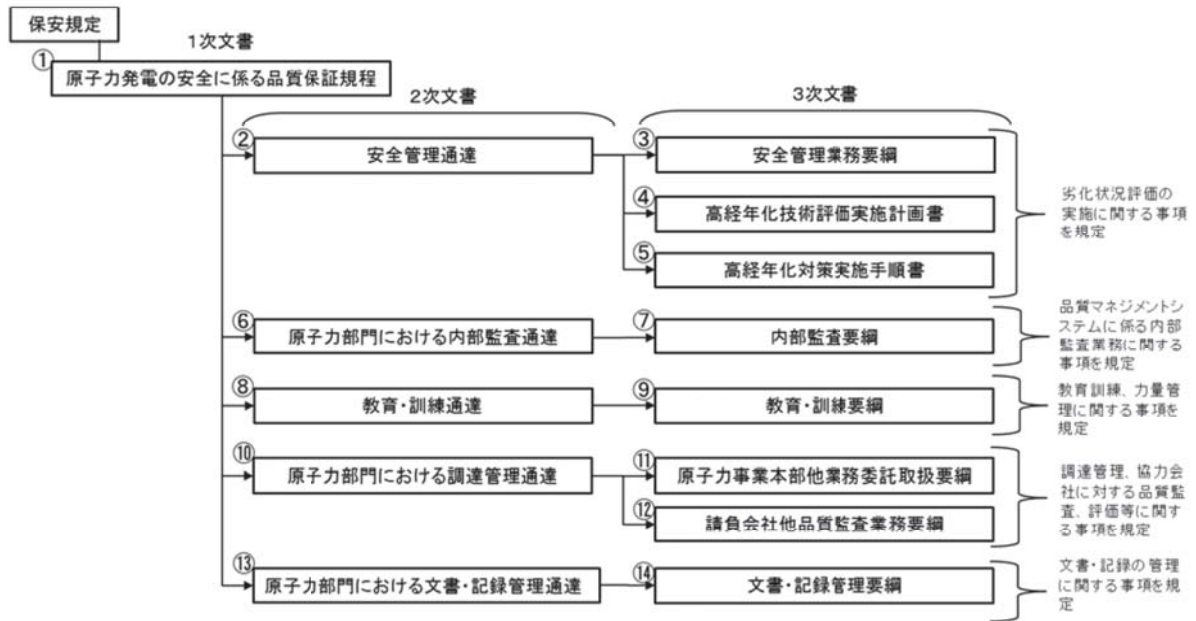 保安規定
1次文書
①
原子力発電の安全に係る品質保証規程
2次文書
3次文書
②
安全管理通達
③
安全管理業務要綱
④
高経年化技術評価実施計画書
⑤
高経年化対策実施手順書
劣化状況評価の
実施に関する事項
を規定
⑥
原子力部門における内部監査通達
⑦
内部監査要綱
品質マネジメントシ
ステムに係る内部
監査業務に関する
事項を規定
⑧
教育・訓練通達
⑨
教育・訓練要綱
教育訓練、力量管
理に関する事項を
規定
⑩
原子力部門における調達管理通達
⑪
原子力事業本部他業務委託取扱要綱
⑫
請負会社他品質監査業務要綱
調達管理、協力会
社に対する品質監
査、評価等に関す
る事項を規定
⑬
原子力部門における文書・記録管理通達
⑭
文書・記録管理要綱
文書・記録の管理
に関する事項を規
定